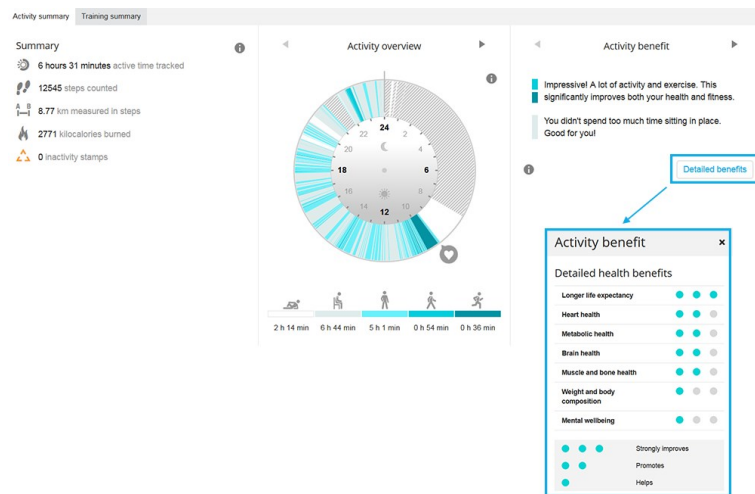 Activity summary
Training summary
Summary
6 hours 31 minutes active time tracked
12545 steps counted
A B
8.77 km measured in steps
2771 kilocalories burned
0 inactivity stamps
Activity overview
24
22
2
20
4
18
6
16
8
14
10
12
2 h 14 min
6 h 44 min
5 h 1 min
0 h 54 min
0 h 36 min
Activity benefit
Impressive! A lot of activity and exercise. This
significantly improves both your health and fitness.
You didn't spend too much time sitting in place.
Good for you!
Detailed benefits
Activity benefit
×
Detailed health benefits
Longer life expectancy
Heart health
Metabolic health
Brain health
Muscle and bone health
Weight and body
composition
Mental wellbeing
Strongly improves
Promotes
Helps